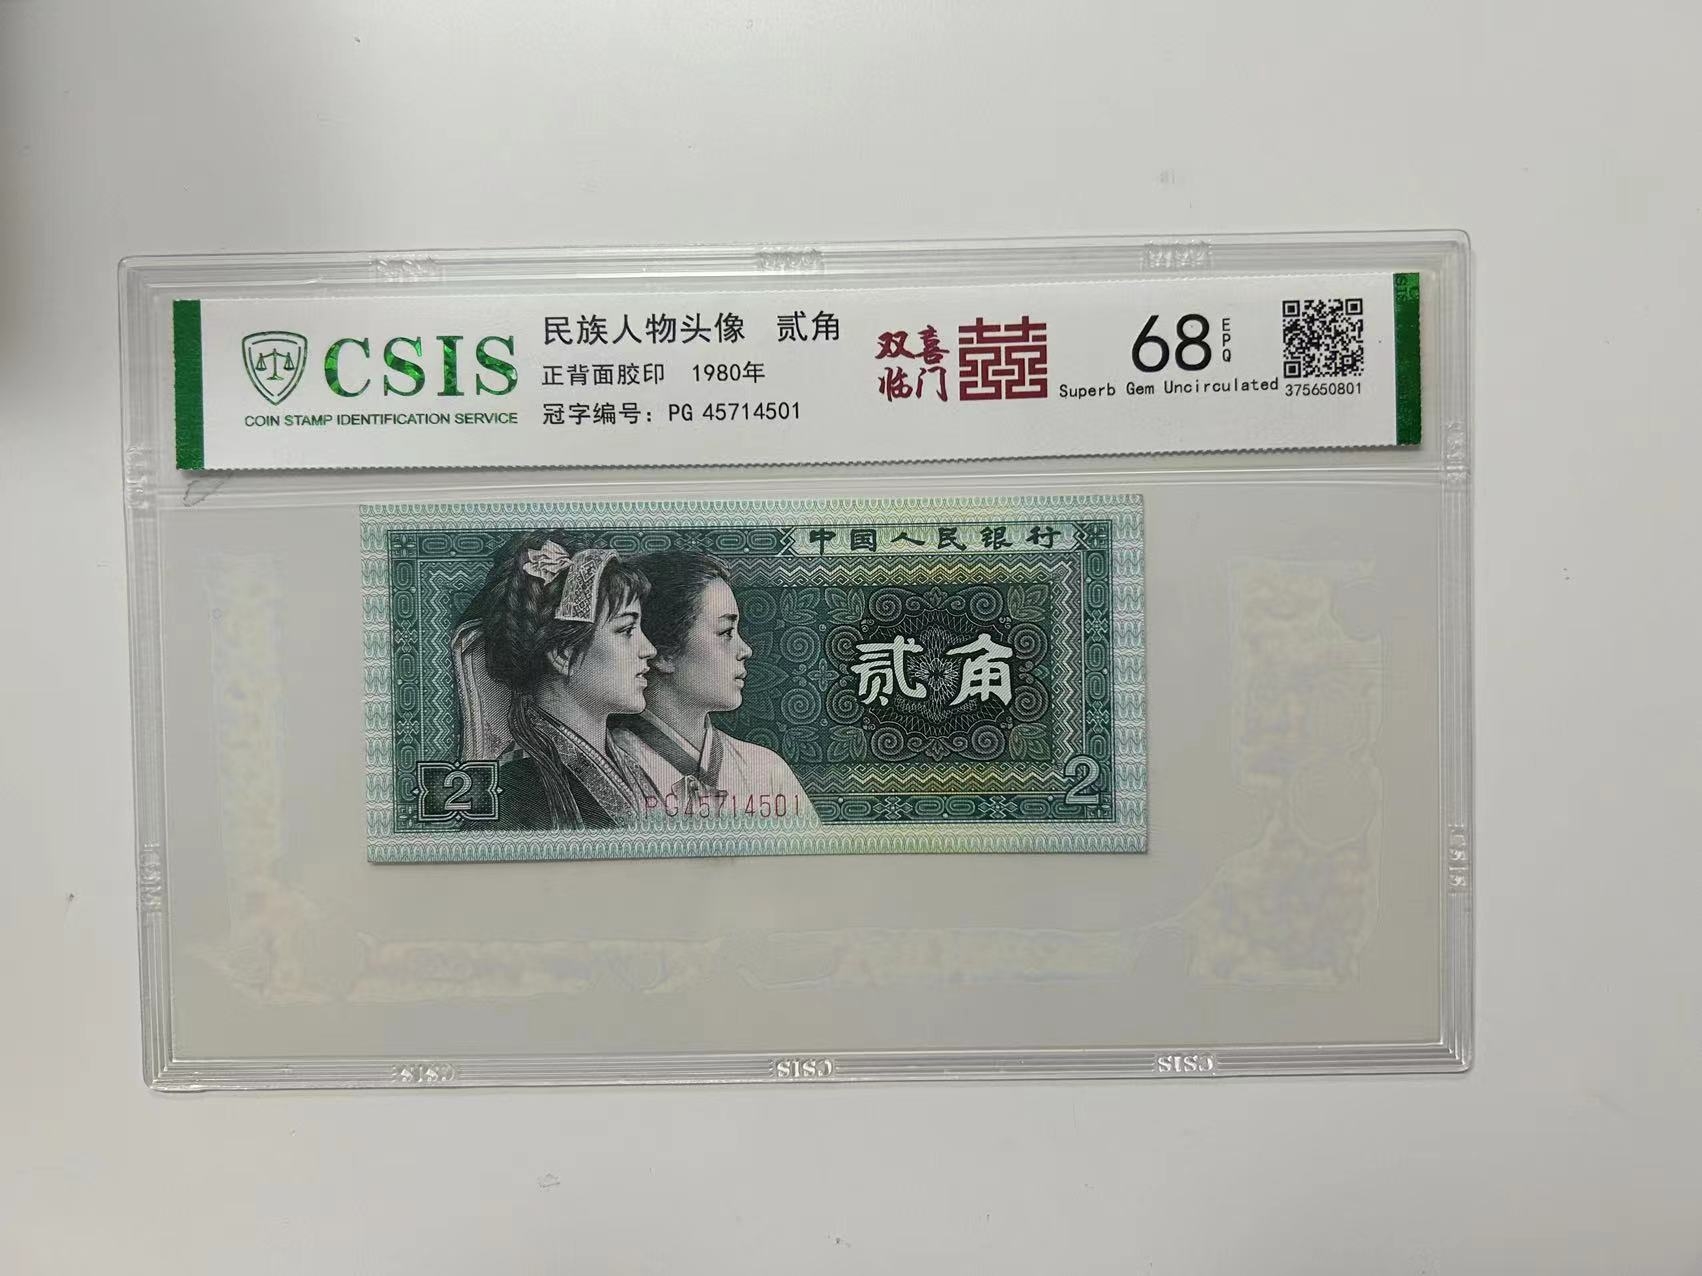 CSIS
COIN STAMP IDENTIFICATION SERVICE
民族人物头像 贰角
正背面胶印 1980年
冠字编号: PG 45714501
双喜
临门
囍
68 EPQ
Superb Gem Uncirculated
375650801
中国人民银行
贰角
2
2
PG45714501
CSIS
CSIS
CSIS
CSIS